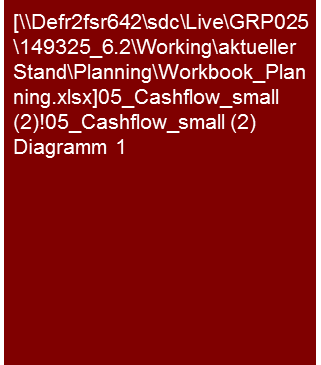 [\\Defr2fsr642\sdc\Live\GRP025
\149325_6.2\Working\aktueller
Stand\Planning\Workbook_Plan
ning.xlsx]05_Cashflow_small
(2)!05_Cashflow_small (2)
Diagramm 1